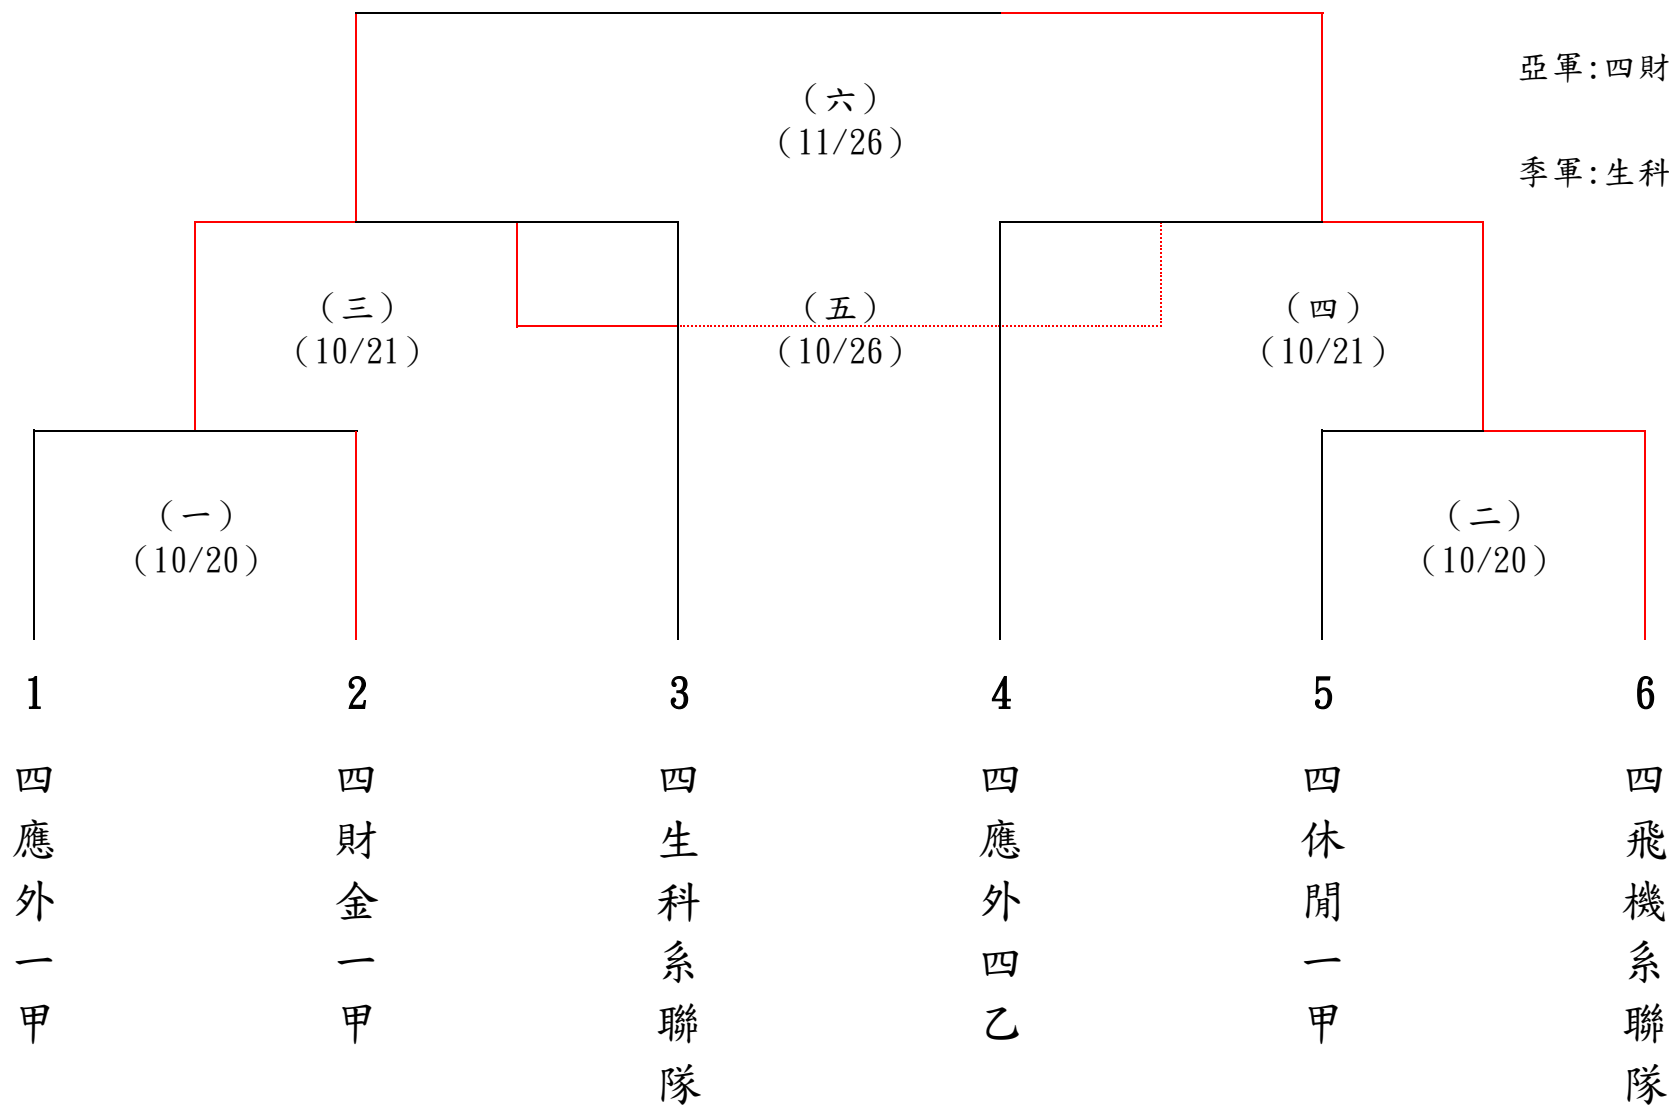 亞軍:四財
（六）
（11/26）
季軍:生科
（三）
（10/21）
（五）
（10/26）
（四）
（10/21）
（一）
（10/20）
（二）
（10/20）
1
2
3
4
5
6
四應外一甲
四財金一甲
四生科系聯隊
四應外四乙
四休閒一甲
四飛機系聯隊